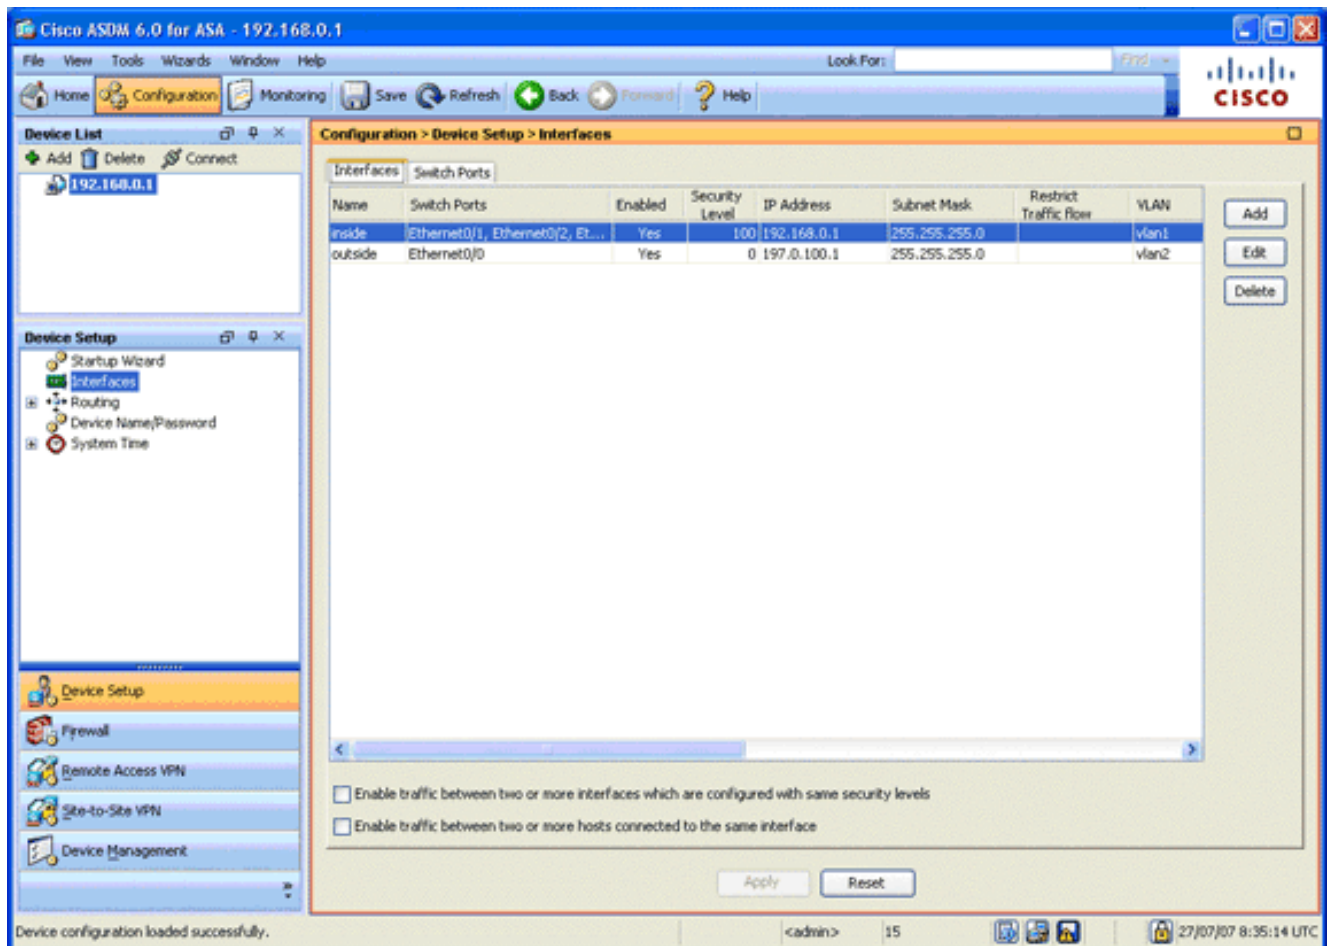 Cisco ASDM 6.0 for ASA - 192.168.0.1
File View Tools Wizards Window Help
Look For:
Find
Home Configuration Monitoring Save Refresh Back Forward Help
CISCO
Device List
Add Delete Connect
192.168.0.1
Device Setup
Startup Wizard
Interfaces
Routing
Device Name/Password
System Time
Device Setup
Firewall
Remote Access VPN
Site-to-Site VPN
Device Management
Configuration > Device Setup > Interfaces
Interfaces Switch Ports
Name Switch Ports Enabled Security Level IP Address Subnet Mask Restrict Traffic flow VLAN
inside Ethernet0/1, Ethernet0/2, Et... Yes 100 192.168.0.1 255.255.255.0 vlan1
outside Ethernet0/0 Yes 0 197.0.100.1 255.255.255.0 vlan2
Add
Edit
Delete
Enable traffic between two or more interfaces which are configured with same security levels
Enable traffic between two or more hosts connected to the same interface
Apply Reset
Device configuration loaded successfully.
<admin> 15
27/07/07 8:35:14 UTC